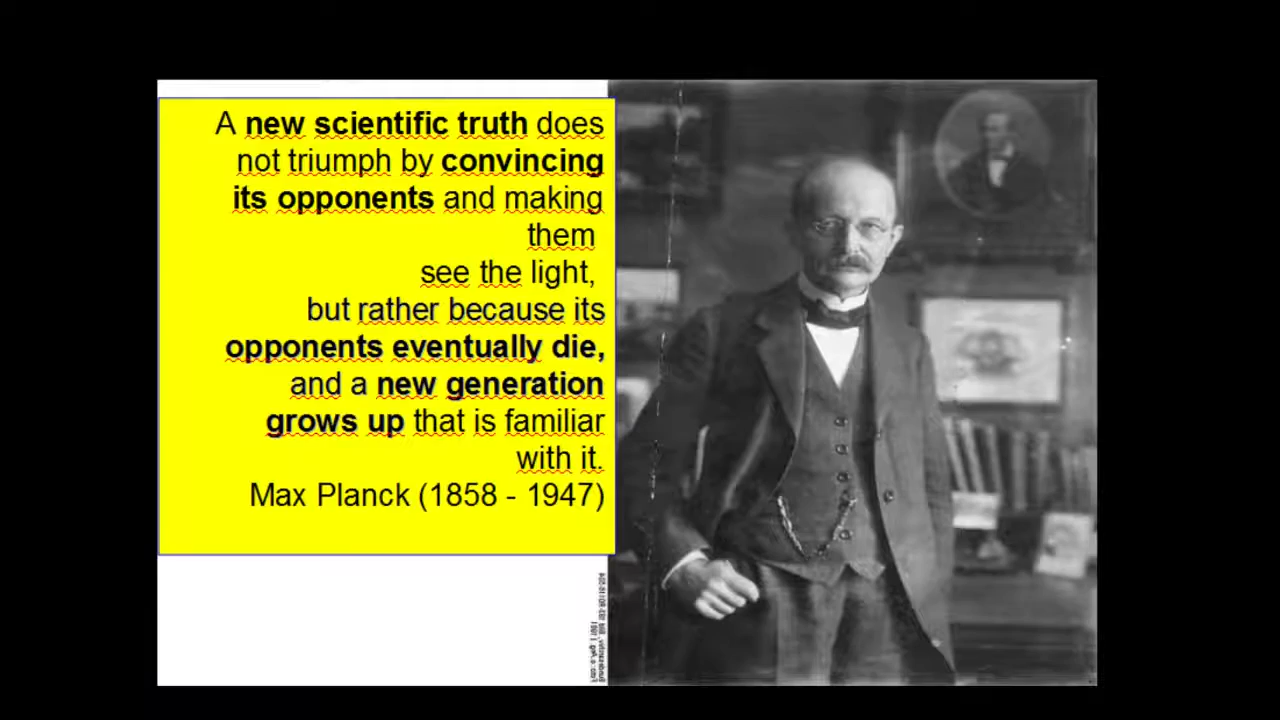 A new scientific truth does
not triumph by convincing
its opponents and making
them
see the light,
but rather because its
opponents eventually die,
and a new generation
grows up that is familiar
with it.
Max Planck (1858 - 1947)